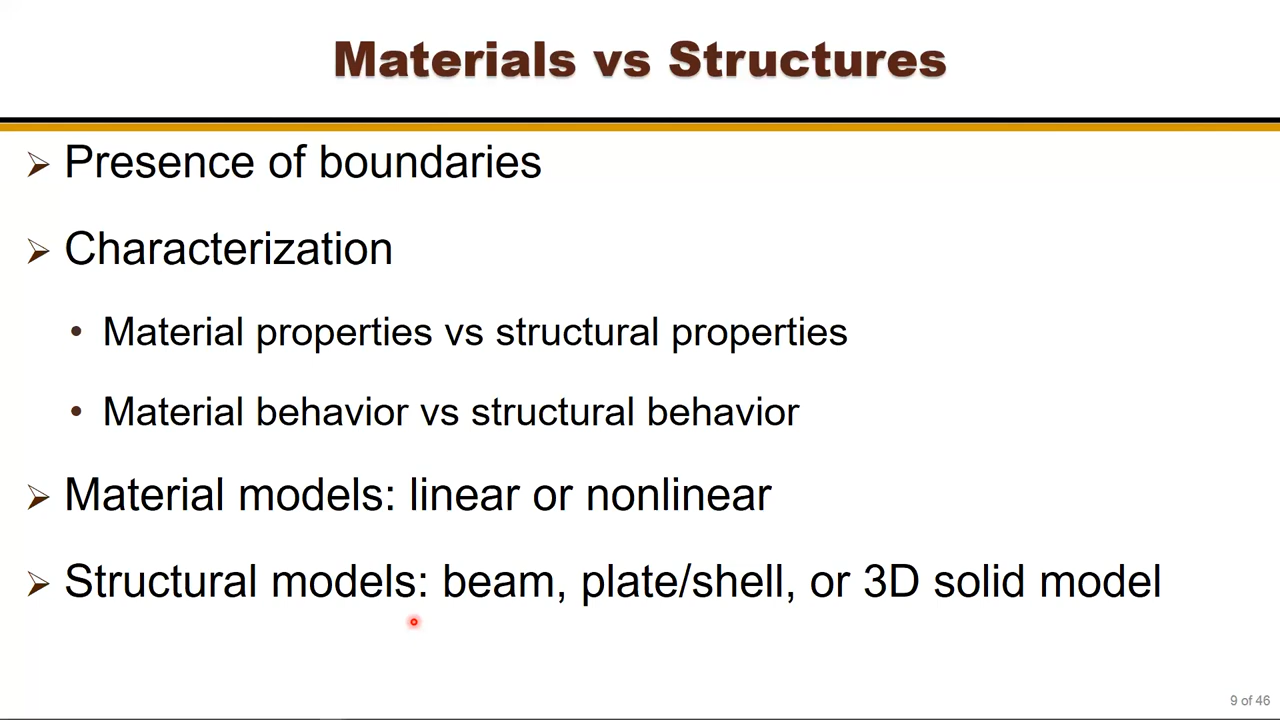 Materials vs Structures
Presence of boundaries
Characterization
Material properties vs structural properties
Material behavior vs structural behavior
Material models: linear or nonlinear
Structural models: beam, plate/shell, or 3D solid model
9 of 46